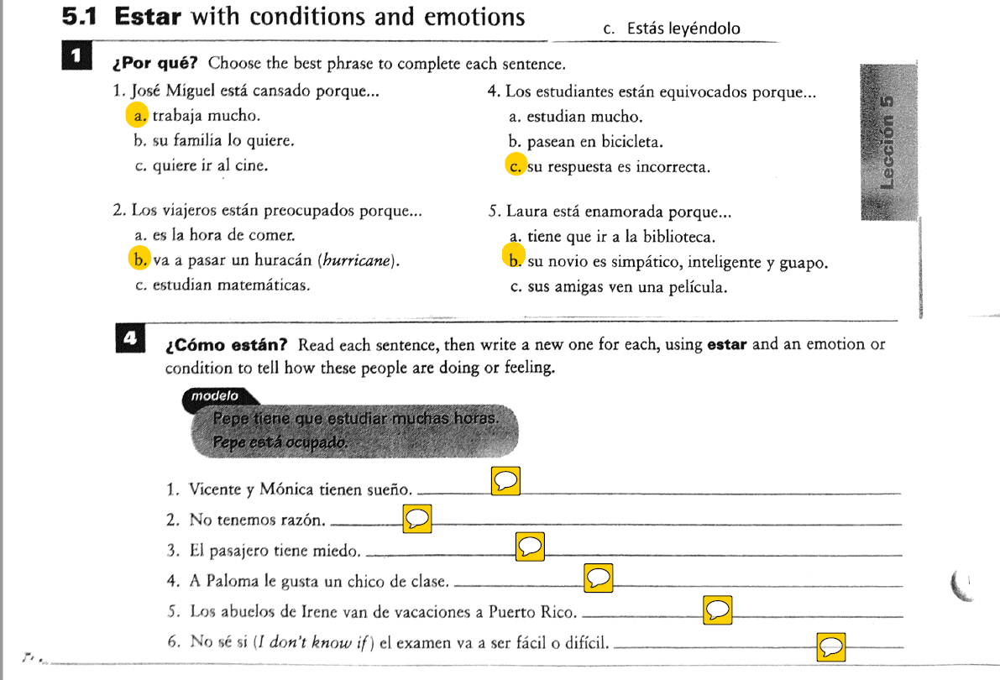 5.1 Estar with conditions and emotions
c. Estás leyéndolo
1
¿Por qué? Choose the best phrase to complete each sentence.
1. José Miguel está cansado porque...
a. trabaja mucho.
b. su familia lo quiere.
c. quiere ir al cine.
2. Los viajeros están preocupados porque...
a. es la hora de comer.
b. va a pasar un huracán (hurricane).
c. estudian matemáticas.
4. Los estudiantes están equivocados porque...
a. estudian mucho.
b. pasean en bicicleta.
c. su respuesta es incorrecta.
5. Laura está enamorada porque...
a. tiene que ir a la biblioteca.
b. su novio es simpático, inteligente y guapo.
c. sus amigas ven una película.
Lección 5
4
¿Cómo están? Read each sentence, then write a new one for each, using estar and an emotion or
condition to tell how these people are doing or feeling.
modelo
Pepe tiene que estudiar muchas horas.
Pepe está ocupado.
1. Vicente y Mónica tienen sueño.
2. No tenemos razón.
3. El pasajero tiene miedo.
4. A Paloma le gusta un chico de clase.
5. Los abuelos de Irene van de vacaciones a Puerto Rico.
6. No sé si (I don't know if) el examen va a ser fácil o difícil.